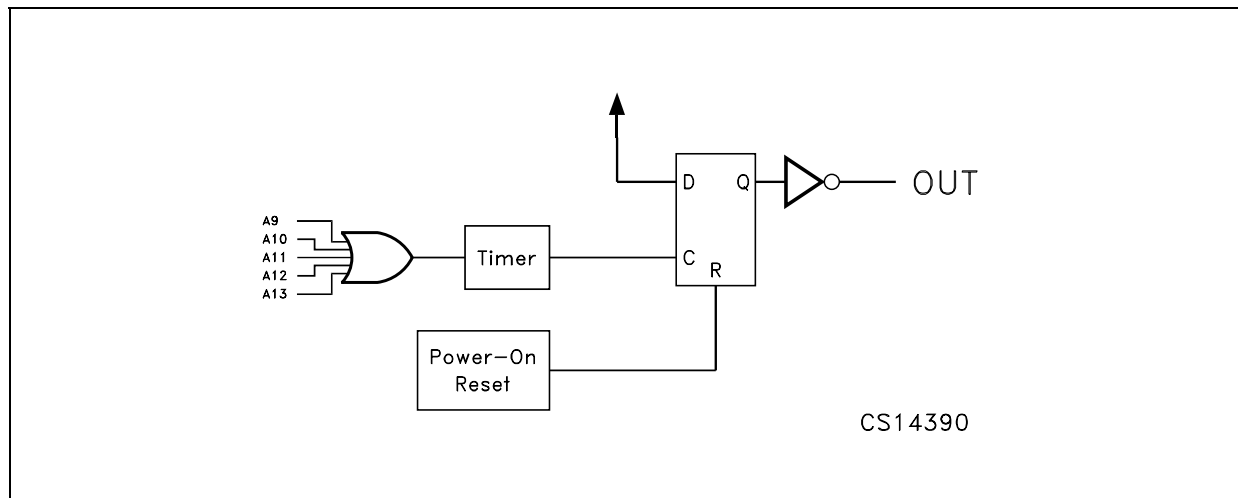 D
Q
OUT
A9
A10
A11
A12
A13
Timer
C
R
Power-On
Reset
CS14390